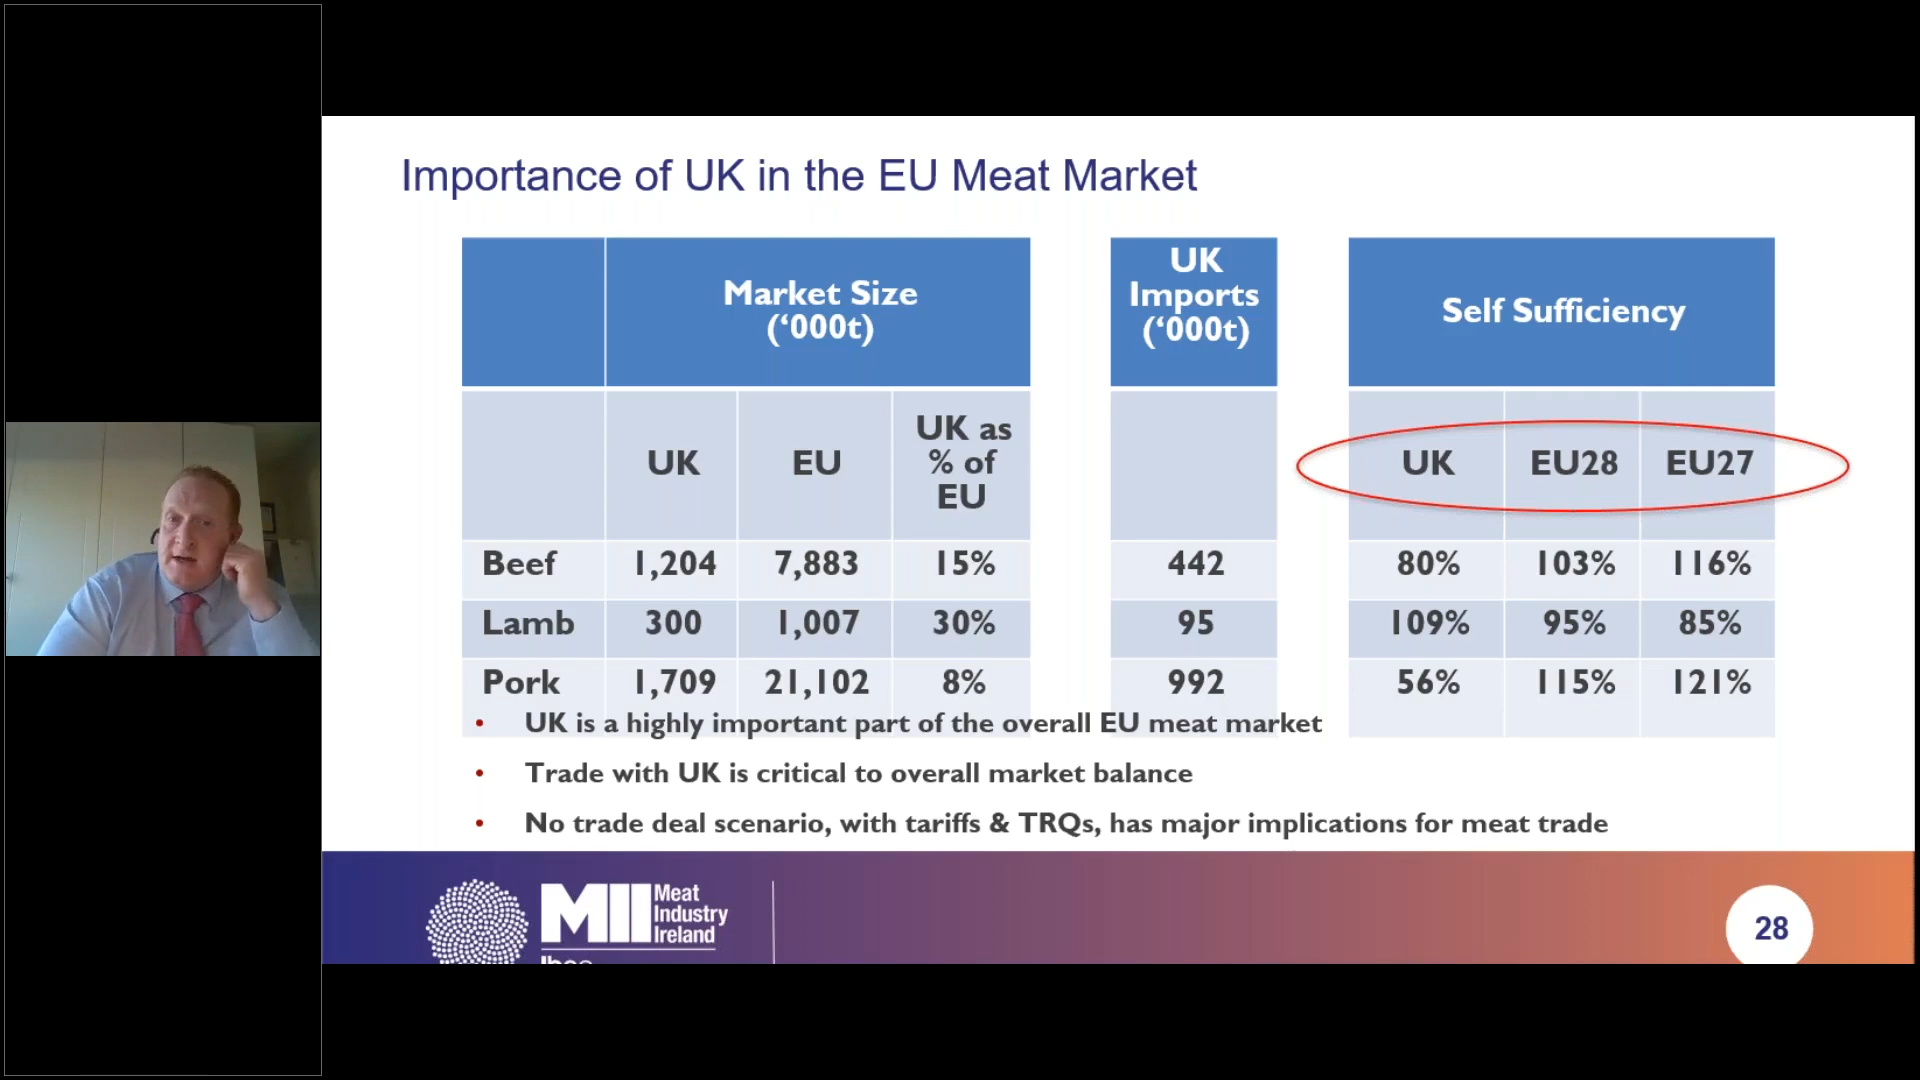 Importance of UK in the EU Meat Market
Market Size
(‘000t)
UK
Imports
(‘000t)
Self Sufficiency
UK EU UK as
% of
EU
UK EU28 EU27
Beef 1,204 7,883 15% 442 80% 103% 116%
Lamb 300 1,007 30% 95 109% 95% 85%
Pork 1,709 21,102 8% 992 56% 115% 121%
• UK is a highly important part of the overall EU meat market
• Trade with UK is critical to overall market balance
• No trade deal scenario, with tariffs & TRQs, has major implications for meat trade
MII Meat
Industry
Ireland
28